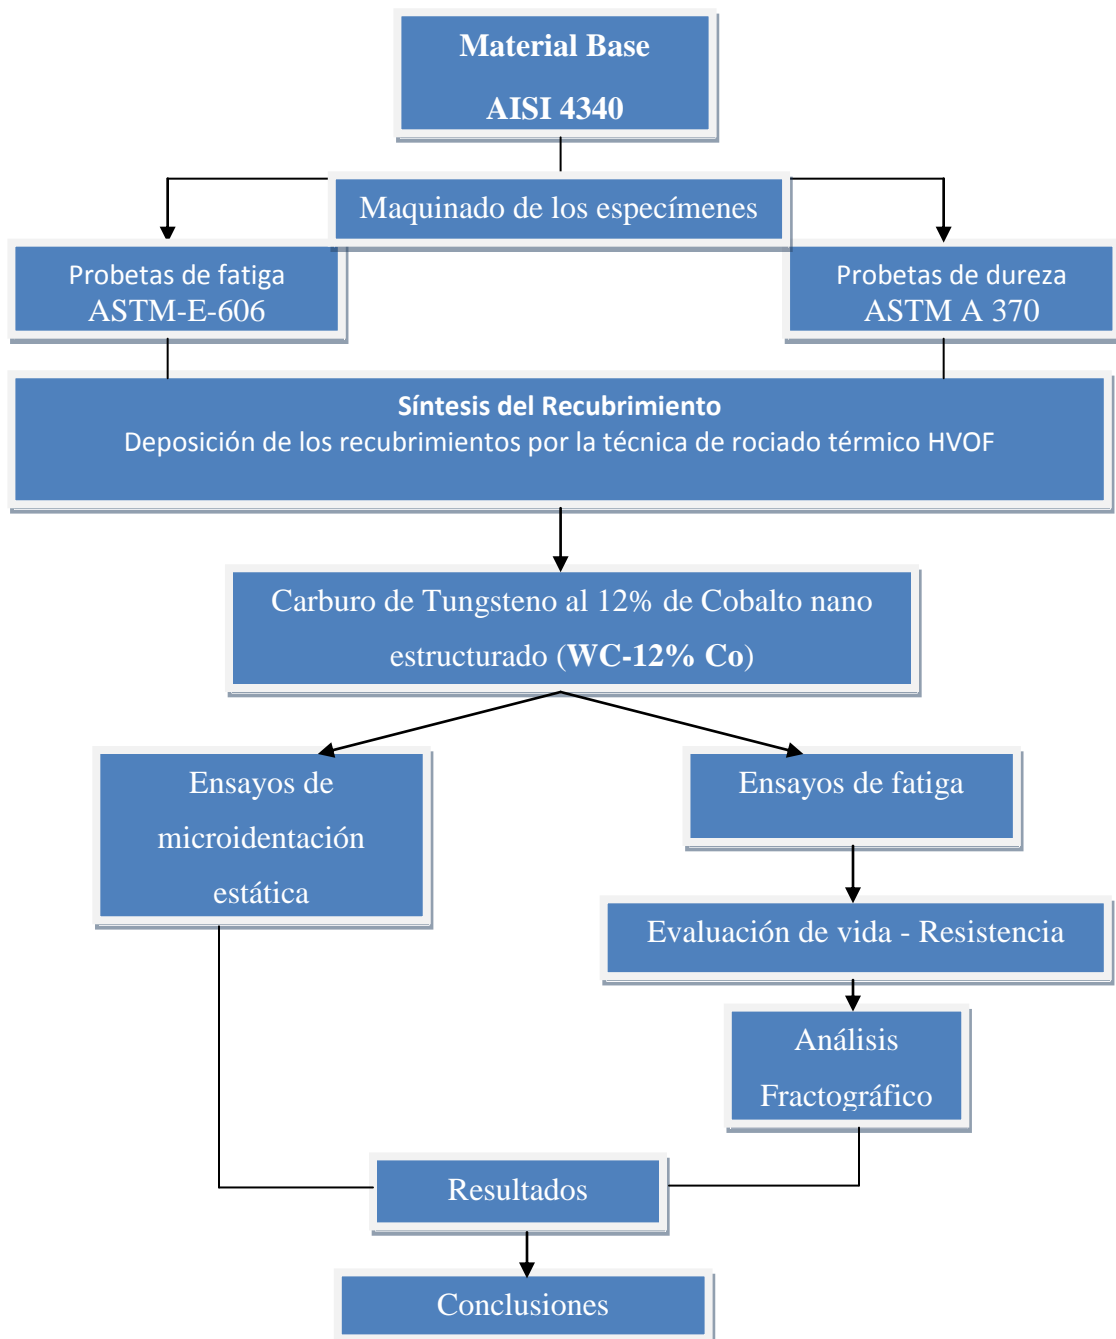 Material Base
AISI 4340
Maquinado de los especímenes
Probetas de fatiga
ASTM-E-606
Probetas de dureza
ASTM A 370
Síntesis del Recubrimiento
Deposición de los recubrimientos por la técnica de rociado térmico HVOF
Carburo de Tungsteno al 12% de Cobalto nano
estructurado (WC-12% Co)
Ensayos de
microidentación
estática
Ensayos de fatiga
Evaluación de vida - Resistencia
Análisis
Fractográfico
Resultados
Conclusiones